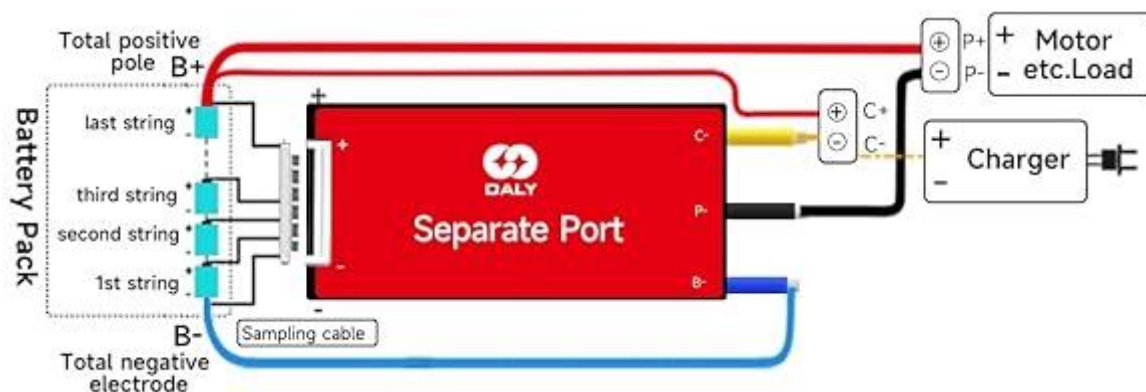 Total positive
pole B+
Battery Pack
last string
third string
second string
1st string
B-
Total negative
electrode
Sampling cable
+
+
-
-
DALY
Separate Port
C-
P-
B-
P+
P-
+ Motor
- etc.Load
C+
C-
+
-
Charger